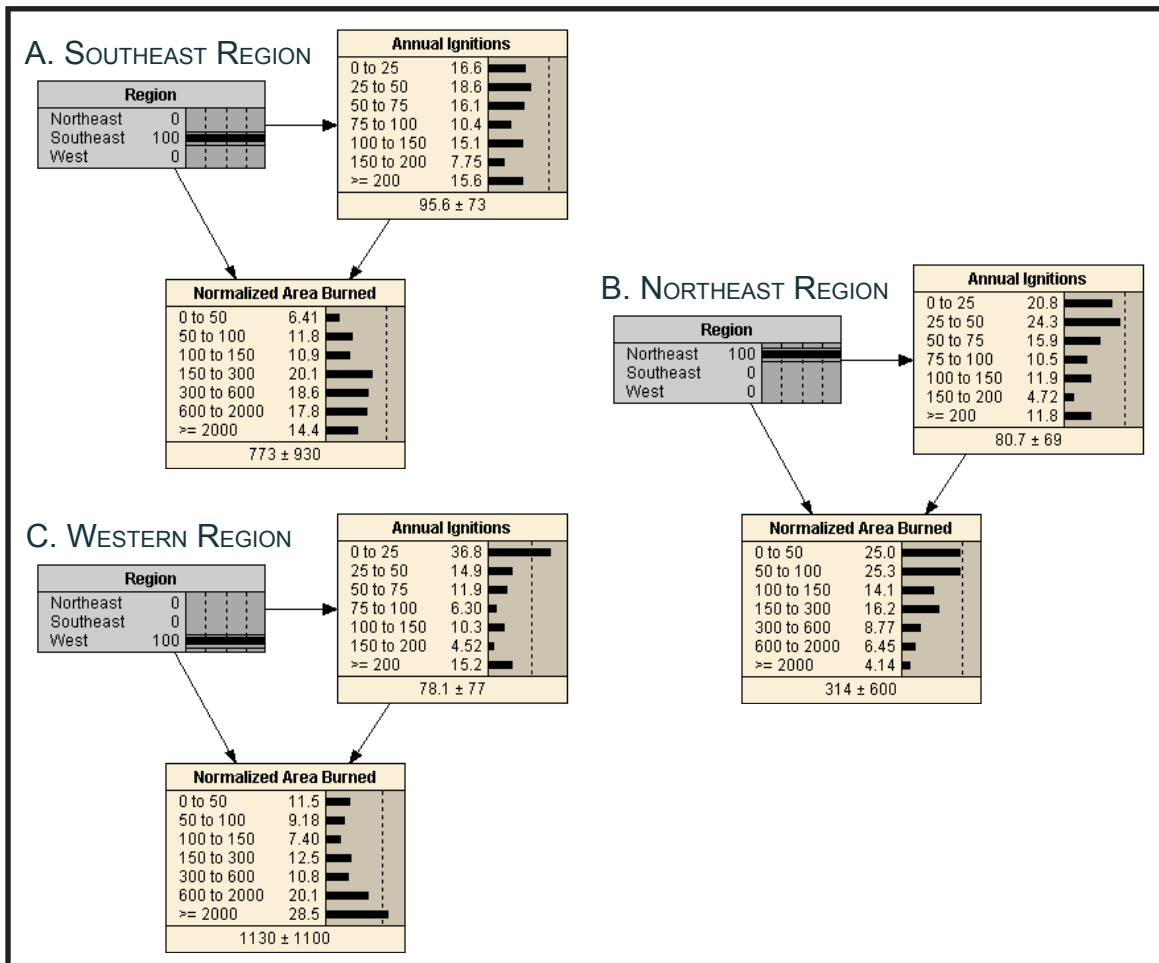 A. SOUTHEAST REGION
Region
Northeast 0
Southeast 100
West 0
Annual Ignitions
0 to 25 16.6
25 to 50 18.6
50 to 75 16.1
75 to 100 10.4
100 to 150 15.1
150 to 200 7.75
>= 200 15.6
95.6 ± 73
Normalized Area Burned
0 to 50 6.41
50 to 100 11.8
100 to 150 10.9
150 to 300 20.1
300 to 600 18.6
600 to 2000 17.8
>= 2000 14.4
773 ± 930
B. NORTHEAST REGION
Region
Northeast 100
Southeast 0
West 0
Annual Ignitions
0 to 25 20.8
25 to 50 24.3
50 to 75 15.9
75 to 100 10.5
100 to 150 11.9
150 to 200 4.72
>= 200 11.8
80.7 ± 69
Normalized Area Burned
0 to 50 25.0
50 to 100 25.3
100 to 150 14.1
150 to 300 16.2
300 to 600 8.77
600 to 2000 6.45
>= 2000 4.14
314 ± 600
C. WESTERN REGION
Region
Northeast 0
Southeast 0
West 100
Annual Ignitions
0 to 25 36.8
25 to 50 14.9
50 to 75 11.9
75 to 100 6.30
100 to 150 10.3
150 to 200 4.52
>= 200 15.2
78.1 ± 77
Normalized Area Burned
0 to 50 11.5
50 to 100 9.18
100 to 150 7.40
150 to 300 12.5
300 to 600 10.8
600 to 2000 20.1
>= 2000 28.5
1130 ± 1100